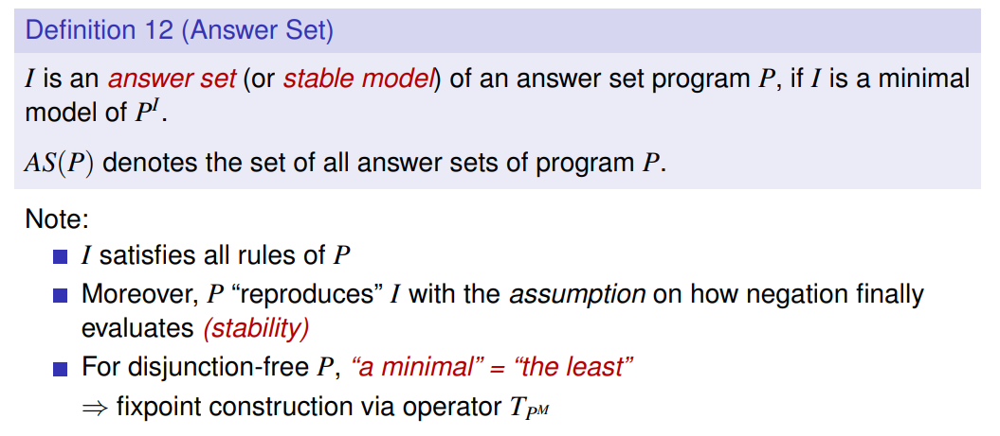 Definition 12 (Answer Set)
I is an answer set (or stable model) of an answer set program P, if I is a minimal
model of P^I.
AS(P) denotes the set of all answer sets of program P.
Note:
I satisfies all rules of P
Moreover, P “reproduces” I with the assumption on how negation finally
evaluates (stability)
For disjunction-free P, “a minimal” = “the least”
⇒ fixpoint construction via operator T_{P^M}